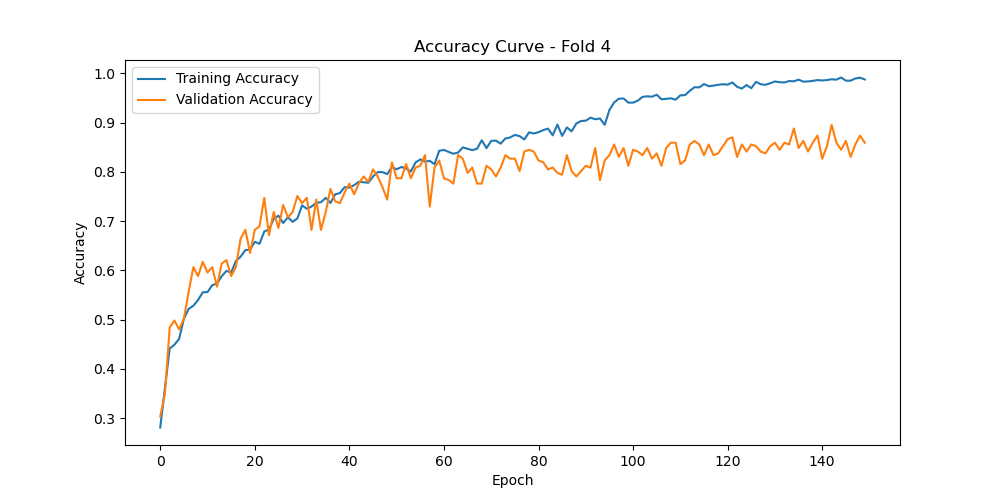 Accuracy Curve - Fold 4
Training Accuracy
Validation Accuracy
Accuracy
1.0
0.9
0.8
0.7
0.6
0.5
0.4
0.3
0 20 40 60 80 100 120 140
Epoch